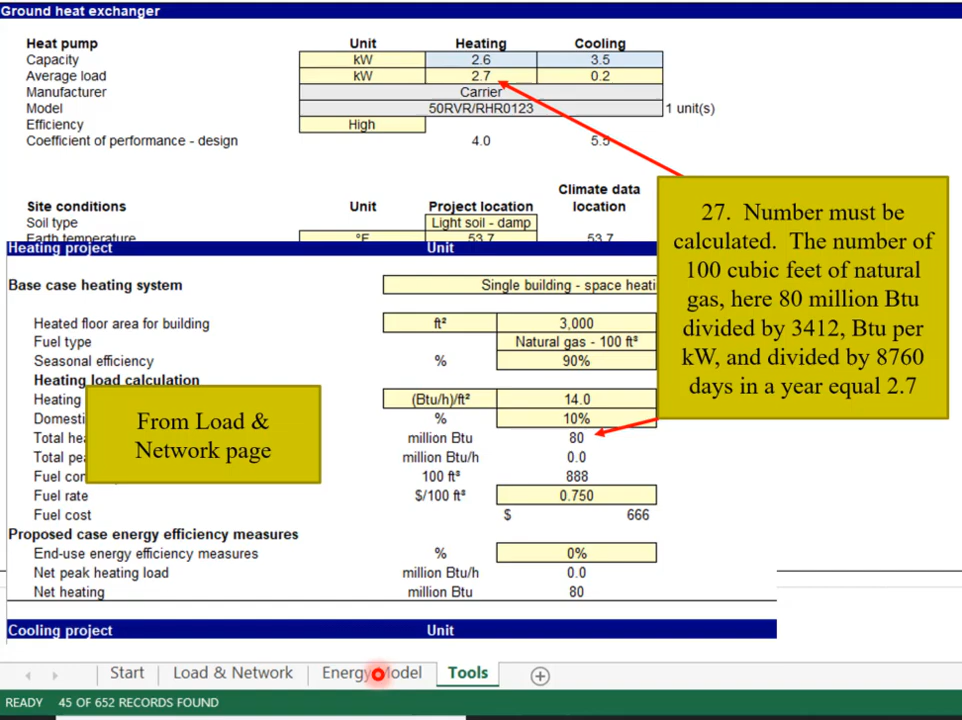 Ground heat exchanger
Heat pump Unit Heating Cooling
Capacity kW 2.6 3.5
Average load kW 2.7 0.2
Manufacturer Carrier
Model 50RVR/RHR0123 1 unit(s)
Efficiency High
Coefficient of performance - design 4.0 5.5
Climate data
Site conditions Unit Project location location
Soil type Light soil - damp
Earth temperature °F 53.7 53.7
27. Number must be
calculated. The number of
100 cubic feet of natural
gas, here 80 million Btu
divided by 3412, Btu per
kW, and divided by 8760
days in a year equal 2.7
Heating project Unit
Base case heating system Single building - space heati
Heated floor area for building ft² 3,000
Fuel type Natural gas - 100 ft³
Seasonal efficiency % 90%
Heating load calculation
Heating (Btu/h)/ft² 14.0
Domesti % 10%
Total hea million Btu 80
Total pea million Btu/h 0.0
Fuel con 100 ft³ 888
Fuel rate $/100 ft³ 0.750
Fuel cost $ 666
From Load &
Network page
Proposed case energy efficiency measures
End-use energy efficiency measures % 0%
Net peak heating load million Btu/h 0.0
Net heating million Btu 80
Cooling project Unit
Start Load & Network Energy Model Tools
READY 45 OF 652 RECORDS FOUND